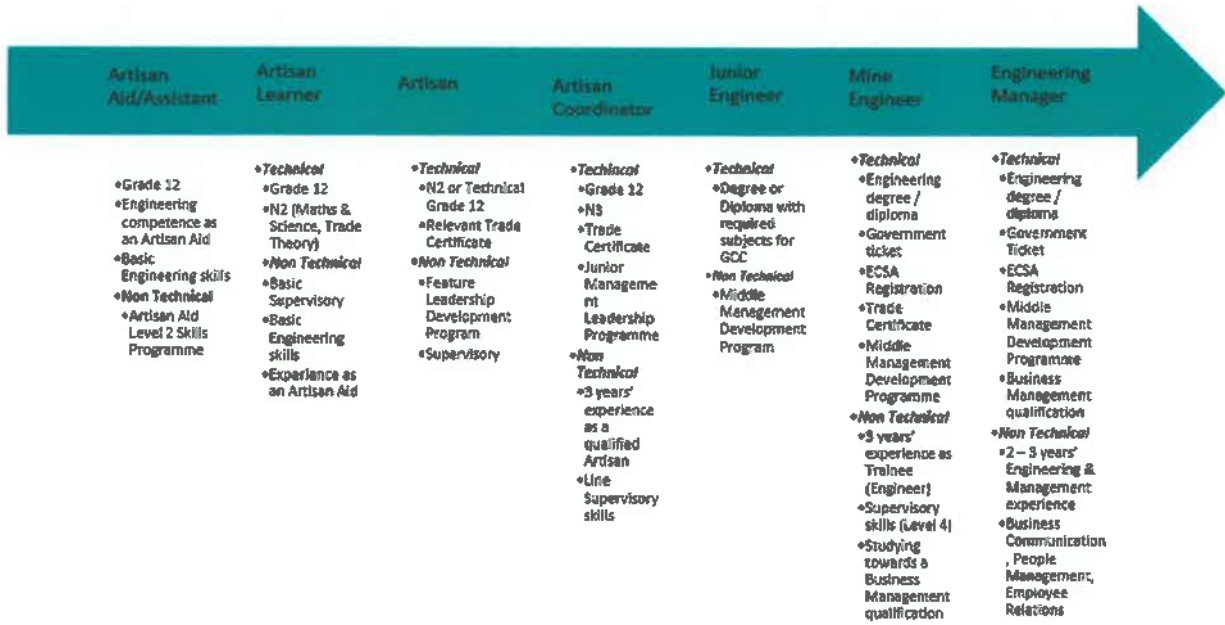 Artisan
Aid/Assistant
Artisan
Learner
Artisan
Artisan
Coordinator
Junior
Engineer
Mine
Engineer
Engineering
Manager
•Grade 12
•Engineering
competence as
an Artisan Aid
•Basic
Engineering skills
•Non Technical
•Artisan Aid
Level 2 Skills
Programme
•Technical
•Grade 12
•N2 (Maths &
Science, Trade
Theory)
•Non Technical
•Basic
Supervisory
•Basic
Engineering
skills
•Experience as
an Artisan Aid
•Technical
•N2 or Technical
Grade 12
•Relevant Trade
Certificate
•Non Technical
•Feature
Leadership
Development
Program
•Supervisory
•Techincal
•Grade 12
•N3
•Trade
Certificate
•Junior
Manageme
nt
Leadership
Programme
•Non
Technical
•3 years'
experience
as a
qualified
Artisan
•Line
Supervisory
skills
•Technical
•Degree or
Diploma with
required
subjects for
GCC
•Non Technical
•Middle
Management
Development
Program
•Technical
•Engineering
degree /
diploma
•Government
ticket
•ECSA
Registration
•Trade
Certificate
•Middle
Management
Development
Programme
•Non Technical
•3 years'
experience as
Trainee
(Engineer)
•Supervisory
skills (Level 4)
•Studying
towards a
Business
Management
qualification
•Technical
•Engineering
degree /
diploma
•Government
Ticket
•ECSA
Registration
•Middle
Management
Development
Programme
•Business
Management
qualification
•Non Technical
•2 – 3 years'
Engineering &
Management
experience
•Business
Communication
, People
Management,
Employee
Relations